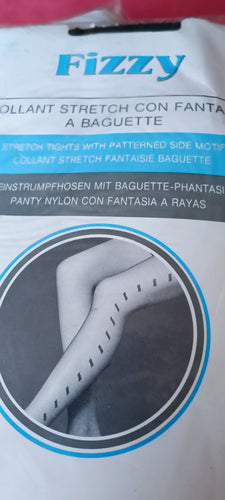 Fizzy
OLLANT STRETCH CON FANTA
A BAGUETTE
STRETCH TIGHTS WITH PATTERNED SIDE MOTIF
COLLANT STRETCH FANTAISIE BAGUETTE
EINSTRUMPFHOSEN MIT BAGUETTE-PHANTASI
PANTY NYLON CON FANTASIA A RAYAS